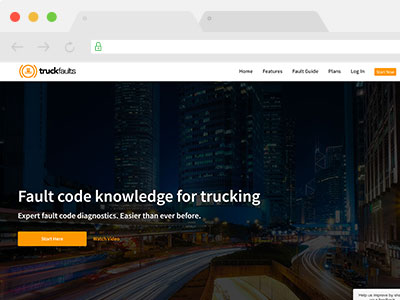 truckfaults
Home Features Fault Guide Plans Log In Start Now
Fault code knowledge for trucking
Expert fault code diagnostics. Easier than ever before.
Start Here Watch Video
Help us improve by sha